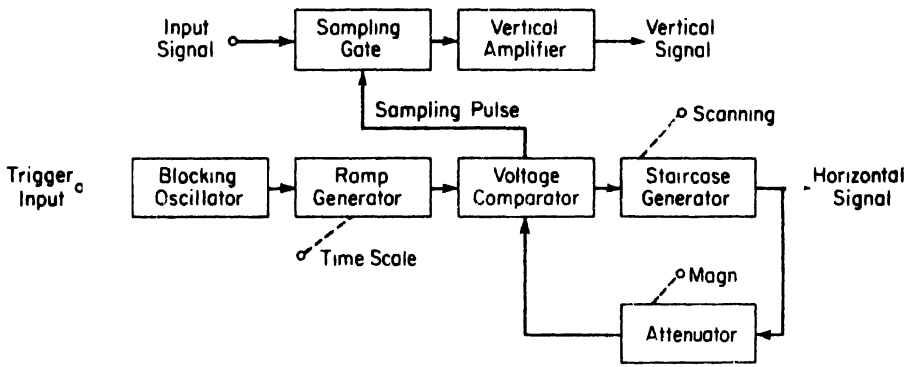 Input
Signal
Sampling
Gate
Vertical
Amplifier
Vertical
Signal
Sampling Pulse
Scanning
Trigger
Input
Blocking
Oscillator
Ramp
Generator
Voltage
Comparator
Staircase
Generator
Horizontal
Signal
Time Scale
Magn
Attenuator